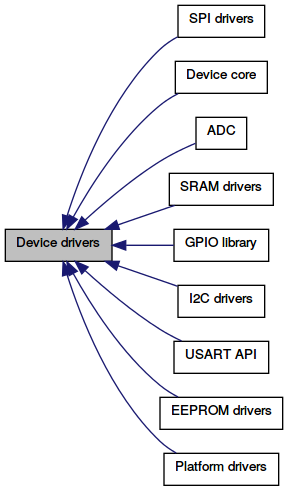 SPI drivers
Device core
ADC
SRAM drivers
Device drivers
GPIO library
I2C drivers
USART API
EEPROM drivers
Platform drivers